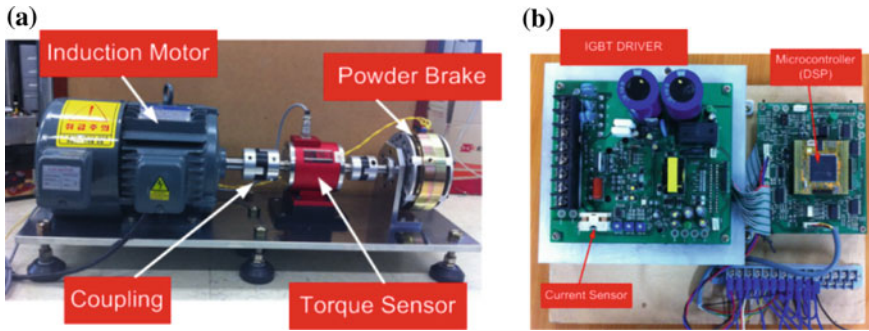 (a)
Induction Motor
Powder Brake
Coupling
Torque Sensor
(b)
IGBT DRIVER
Microcontroller
(DSP)
Current Sensor